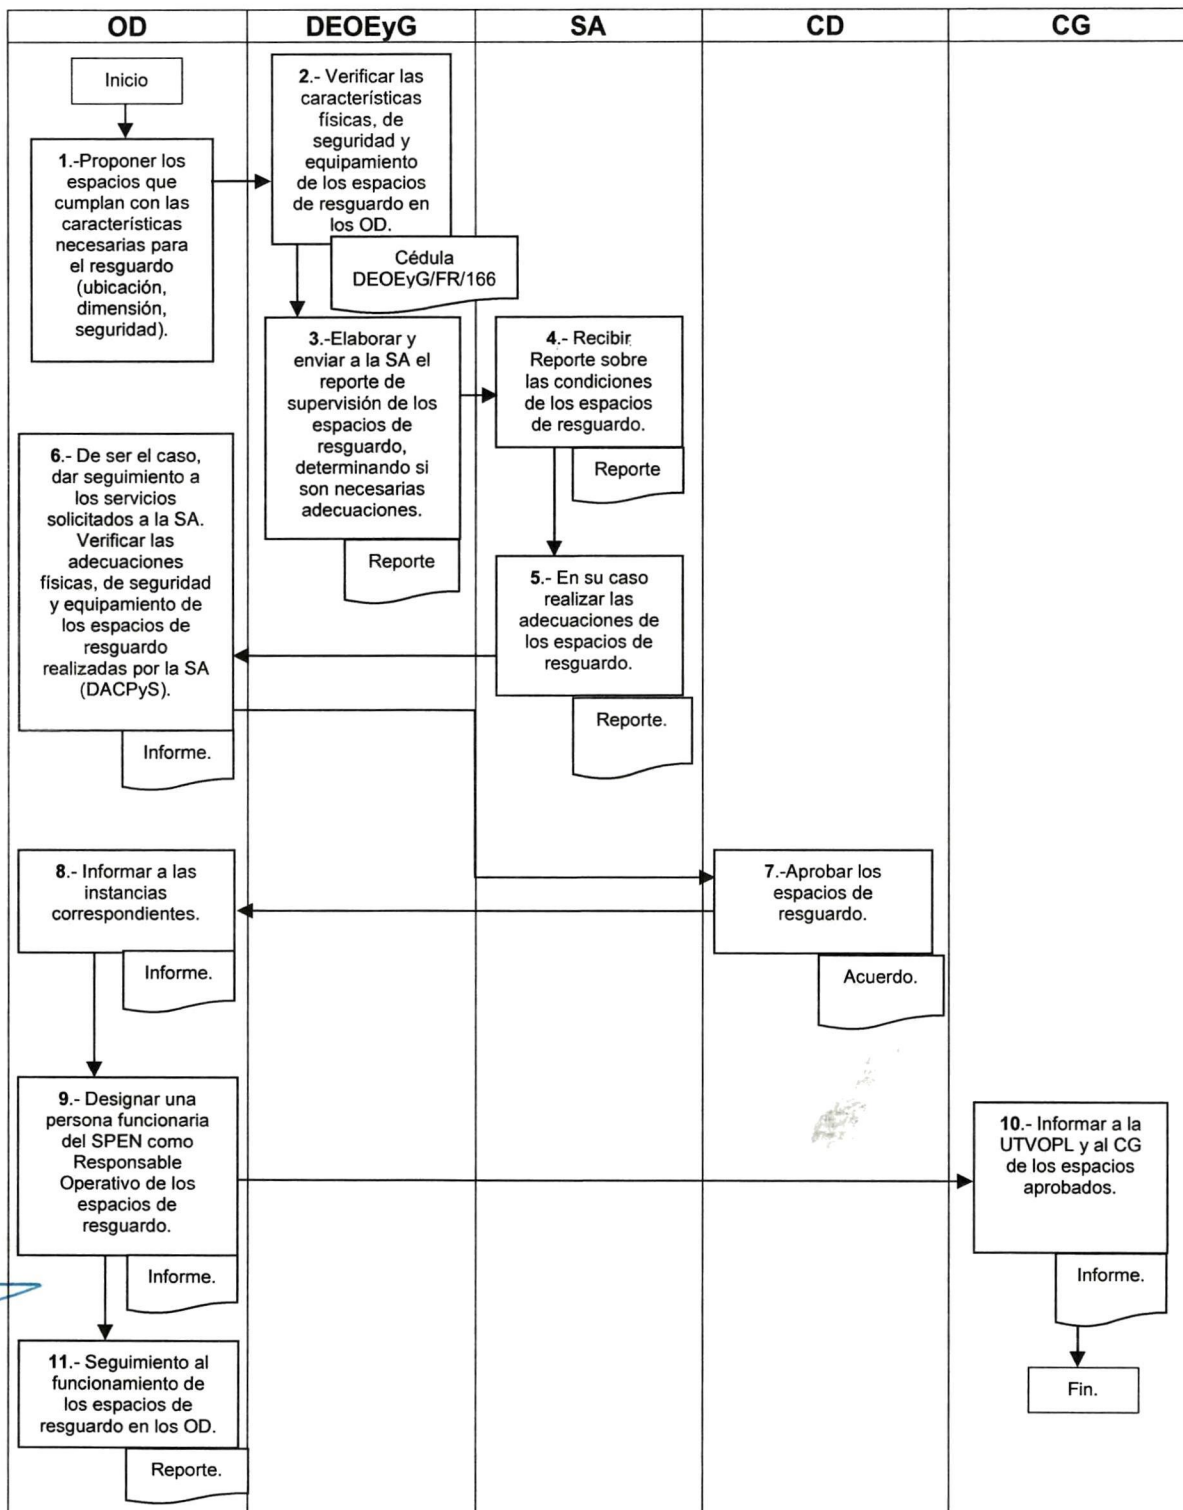 OD
DEOEyG
SA
CD
CG
Inicio
1.-Proponer los
espacios que
cumplan con las
características
necesarias para
el resguardo
(ubicación,
dimensión,
seguridad).
2.- Verificar las
características
físicas, de
seguridad y
equipamiento
de los espacios
de resguardo en
los OD.
Cédula
DEOEyG/FR/166
3.-Elaborar y
enviar a la SA el
reporte de
supervisión de los
espacios de
resguardo,
determinando si
son necesarias
adecuaciones.
Reporte
4.- Recibir
Reporte sobre
las condiciones
de los espacios
de resguardo.
Reporte
5.- En su caso
realizar las
adecuaciones de
los espacios de
resguardo.
Reporte.
6.- De ser el caso,
dar seguimiento a
los servicios
solicitados a la SA.
Verificar las
adecuaciones
físicas, de seguridad
y equipamiento de
los espacios de
resguardo
realizadas por la SA
(DACPyS).
Informe.
7.-Aprobar los
espacios de
resguardo.
Acuerdo.
8.- Informar a las
instancias
correspondientes.
Informe.
9.- Designar una
persona funcionaria
del SPEN como
Responsable
Operativo de los
espacios de
resguardo.
Informe.
10.- Informar a la
UTVOPL y al CG
de los espacios
aprobados.
Informe.
Fin.
11.- Seguimiento al
funcionamiento de
los espacios de
resguardo en los OD.
Reporte.